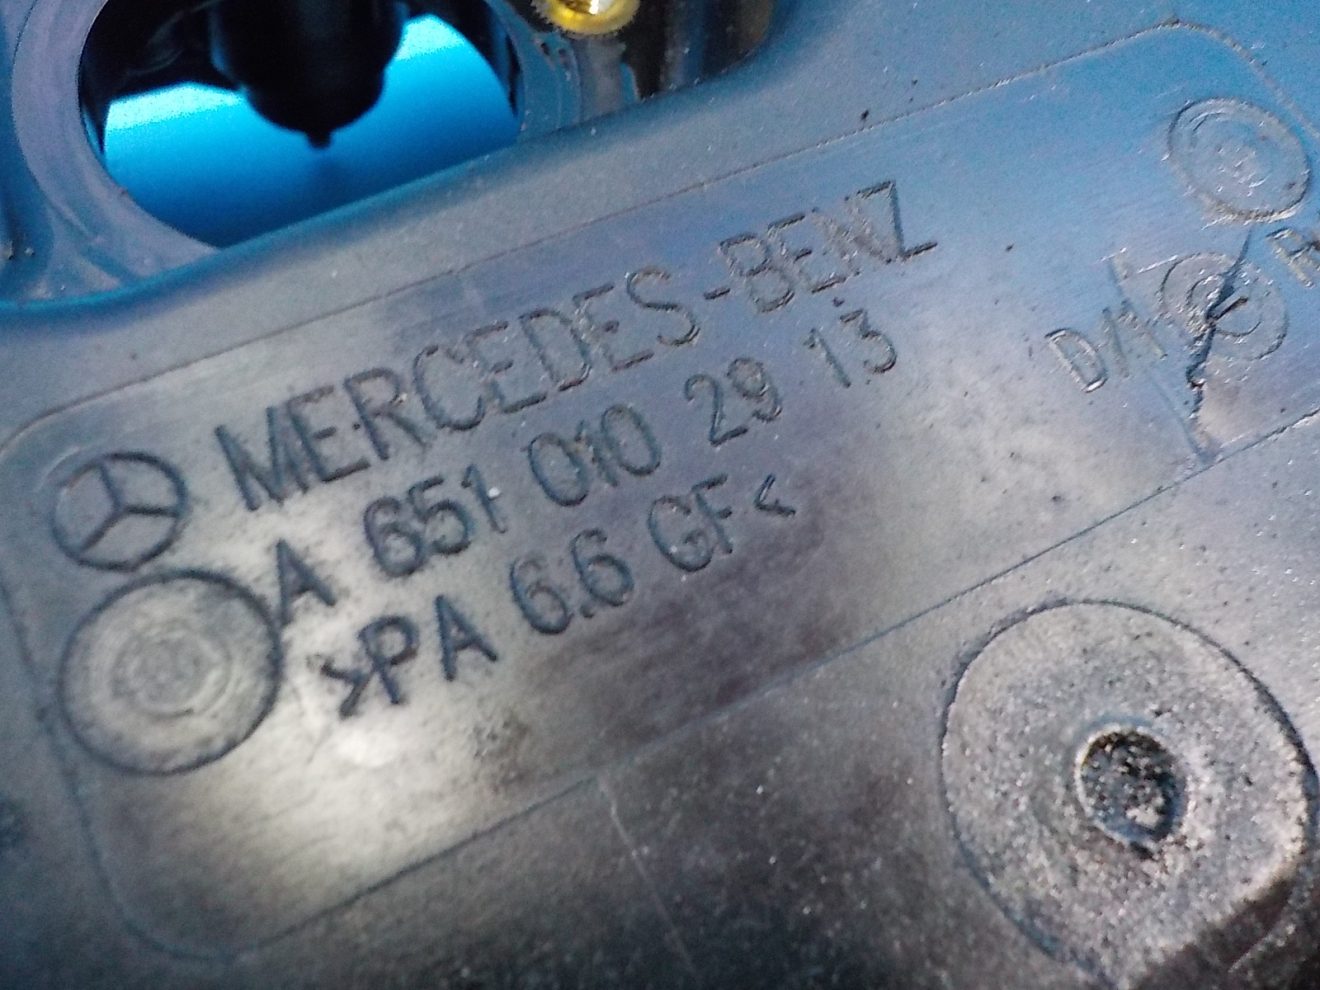 MERCEDES-BENZ
A 651 010 29 13
>PA 6.6 GF<